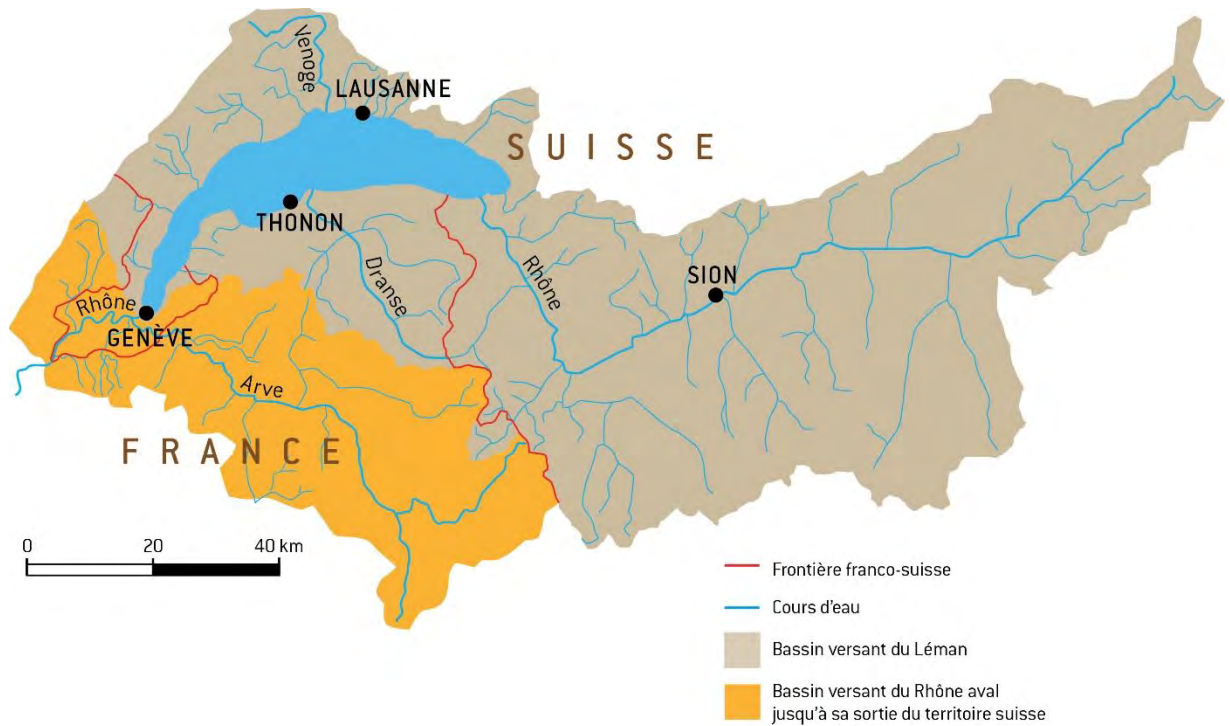 Venoge
LAUSANNE
SUISSE
THONON
Dranse
Rhône
SION
Rhône
GENÈVE
Arve
FRANCE
0 20 40 km
Frontière franco-suisse
Cours d'eau
Bassin versant du Léman
Bassin versant du Rhône aval
jusqu'à sa sortie du territoire suisse